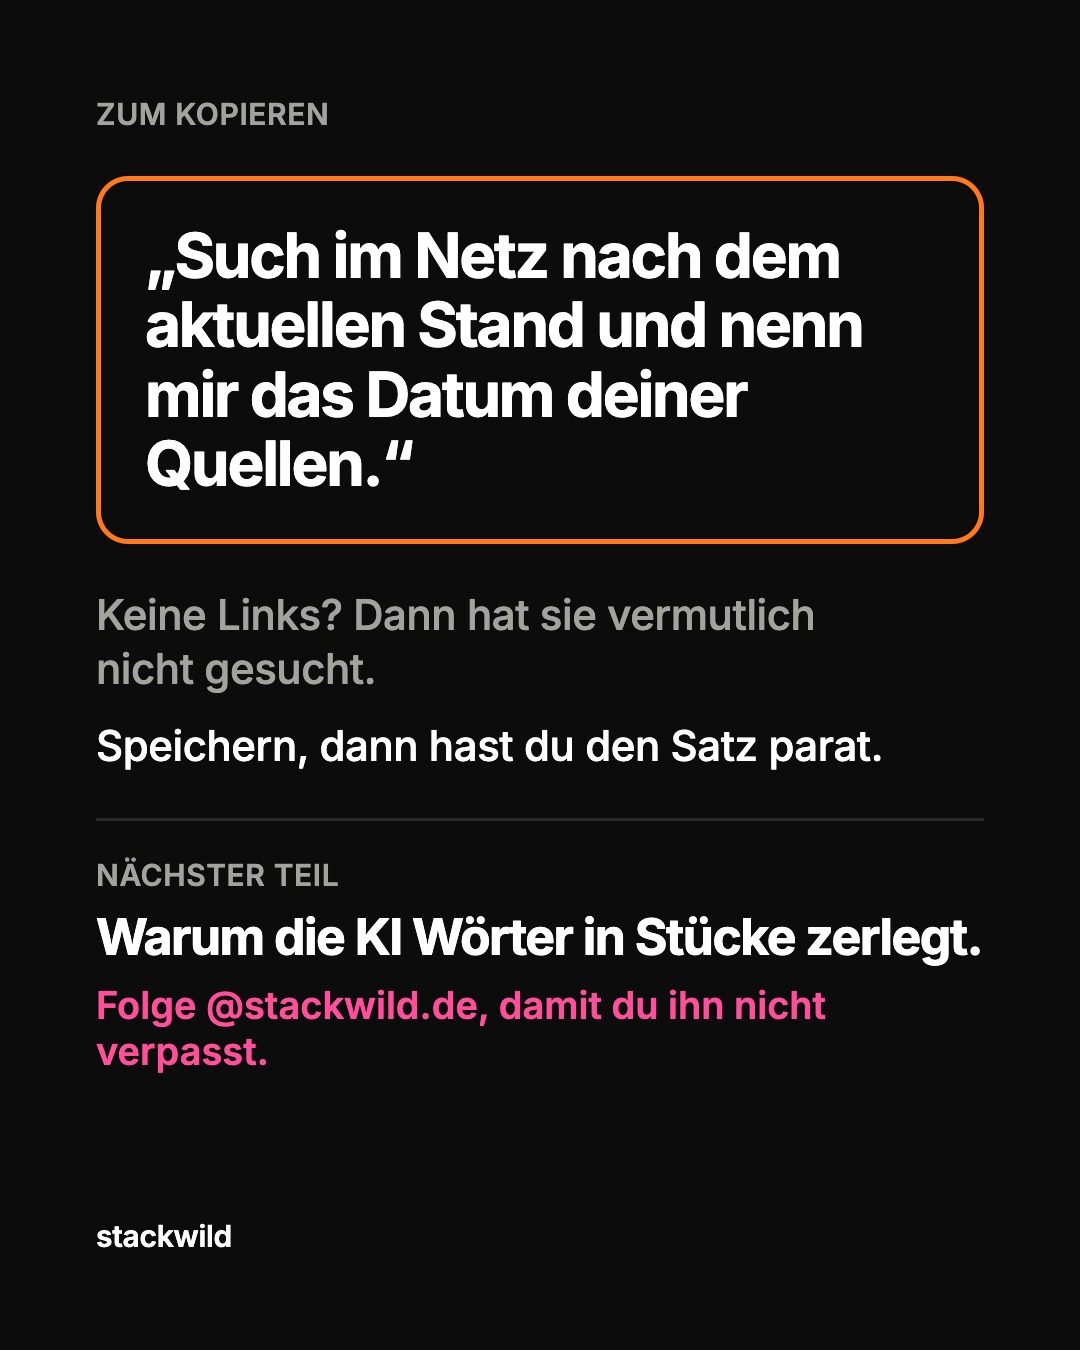 ZUM KOPIEREN
„Such im Netz nach dem
aktuellen Stand und nenn
mir das Datum deiner
Quellen.“
Keine Links? Dann hat sie vermutlich
nicht gesucht.
Speichern, dann hast du den Satz parat.
NÄCHSTER TEIL
Warum die KI Wörter in Stücke zerlegt.
Folge @stackwild.de, damit du ihn nicht
verpasst.
stackwild